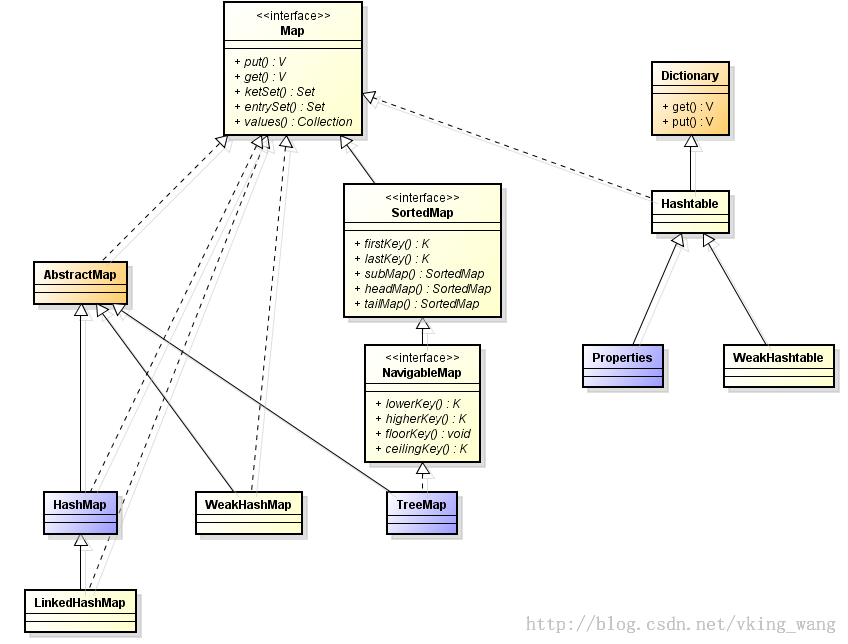 <<interface>>
Map
+ put() : V
+ get() : V
+ ketSet() : Set
+ entrySet() : Set
+ values() : Collection
Dictionary
+ get() : V
+ put() : V
<<interface>>
SortedMap
+ firstKey() : K
+ lastKey() : K
+ subMap() : SortedMap
+ headMap() : SortedMap
+ tailMap() : SortedMap
Hashtable
AbstractMap
<<interface>>
NavigableMap
+ lowerKey() : K
+ higherKey() : K
+ floorKey() : void
+ ceilingKey() : K
Properties
WeakHashtable
HashMap
WeakHashMap
TreeMap
LinkedHashMap
http://blog.csdn.net/vking_wang